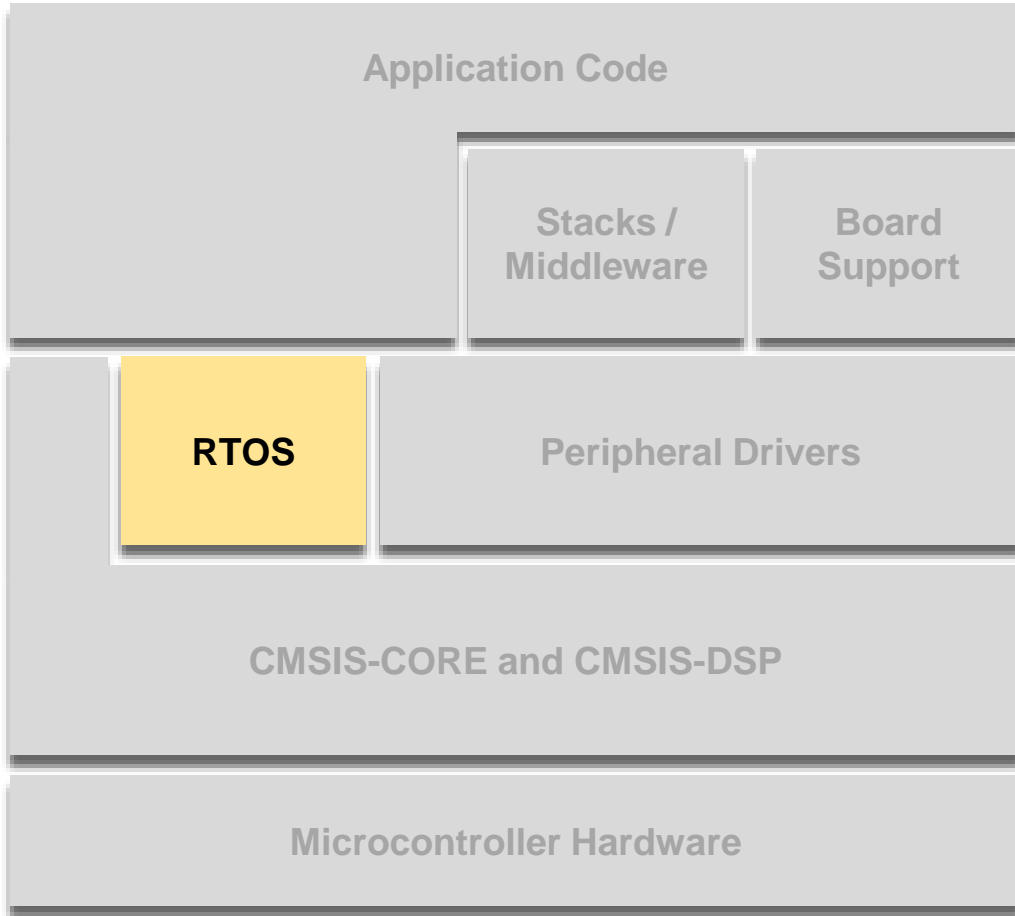 Application Code
Stacks /
Middleware
Board
Support
RTOS
Peripheral Drivers
CMSIS-CORE and CMSIS-DSP
Microcontroller Hardware